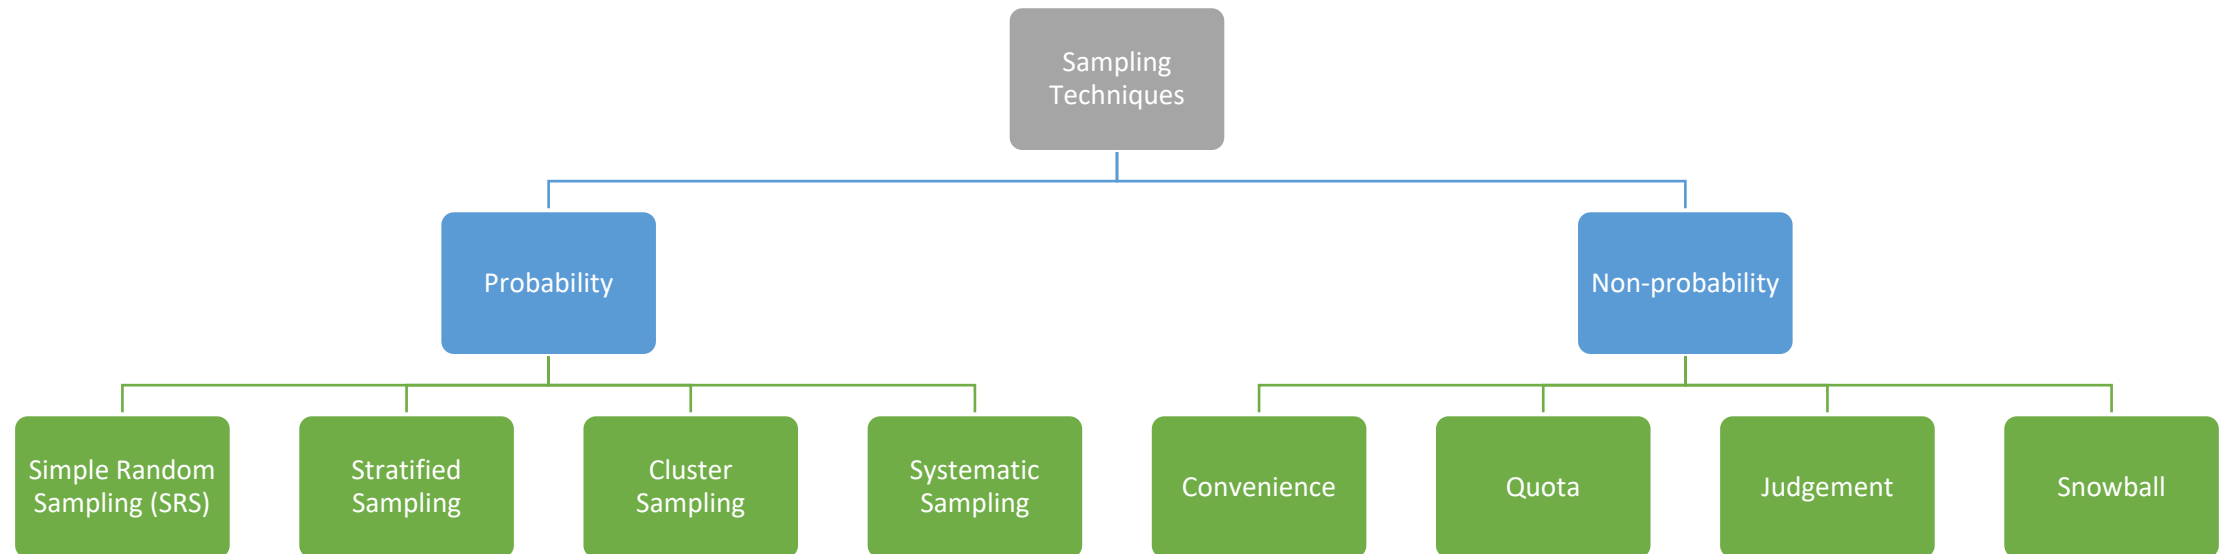 Sampling
Techniques
Probability
Non-probability
Simple Random
Sampling (SRS)
Stratified
Sampling
Cluster
Sampling
Systematic
Sampling
Convenience
Quota
Judgement
Snowball